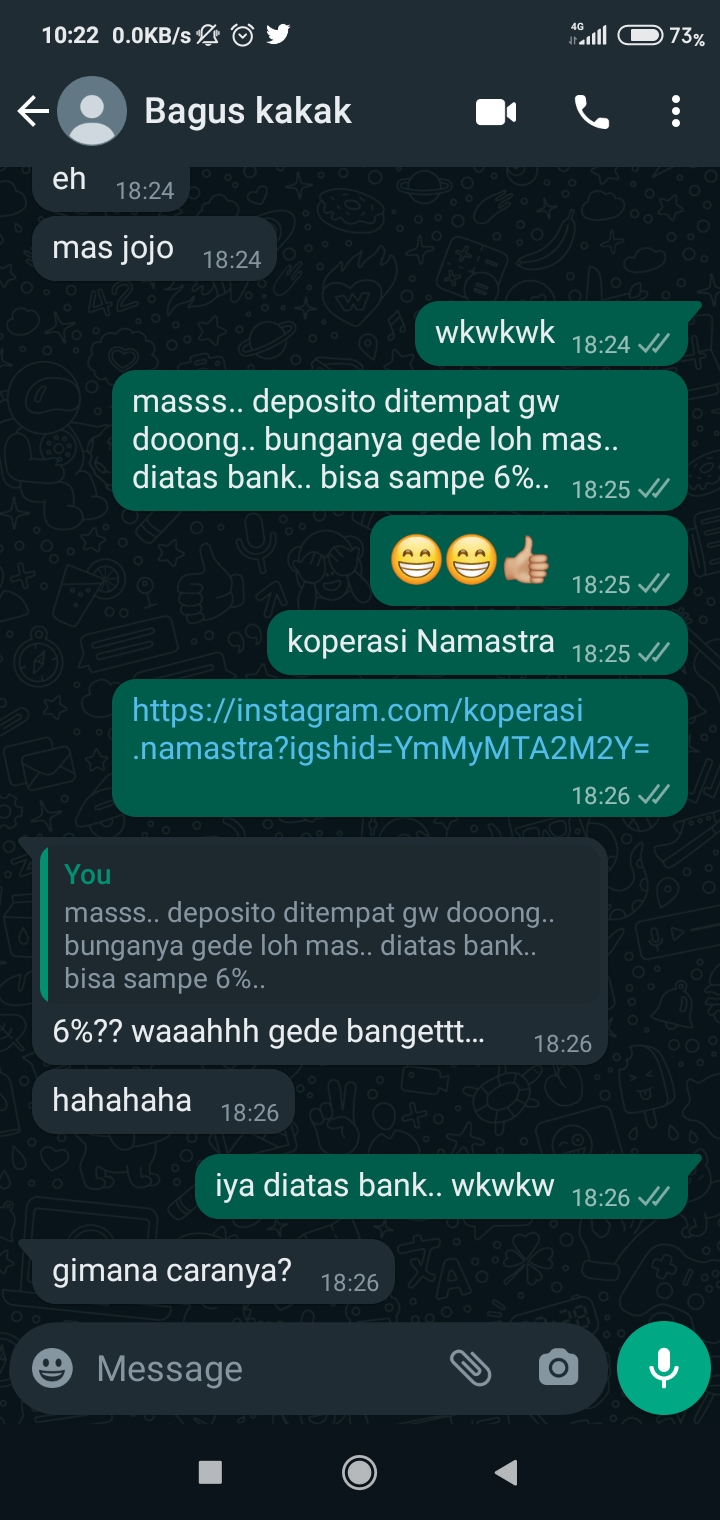 10:22 0.0KB/s 4G 73%
Bagus kakak
eh 18:24
mas jojo 18:24
wkwkwk 18:24
masss.. deposito ditempat gw
dooong.. bunganya gede loh mas..
diatas bank.. bisa sampe 6%.. 18:25
😁😁👍🏼 18:25
koperasi Namastra 18:25
https://instagram.com/koperasi
.namastra?igshid=YmMyMTA2M2Y=
18:26
You
masss.. deposito ditempat gw dooong..
bunganya gede loh mas.. diatas bank..
bisa sampe 6%..
6%?? waaahhh gede bangettt... 18:26
hahahaha 18:26
iya diatas bank.. wkwkw 18:26
gimana caranya? 18:26
Message